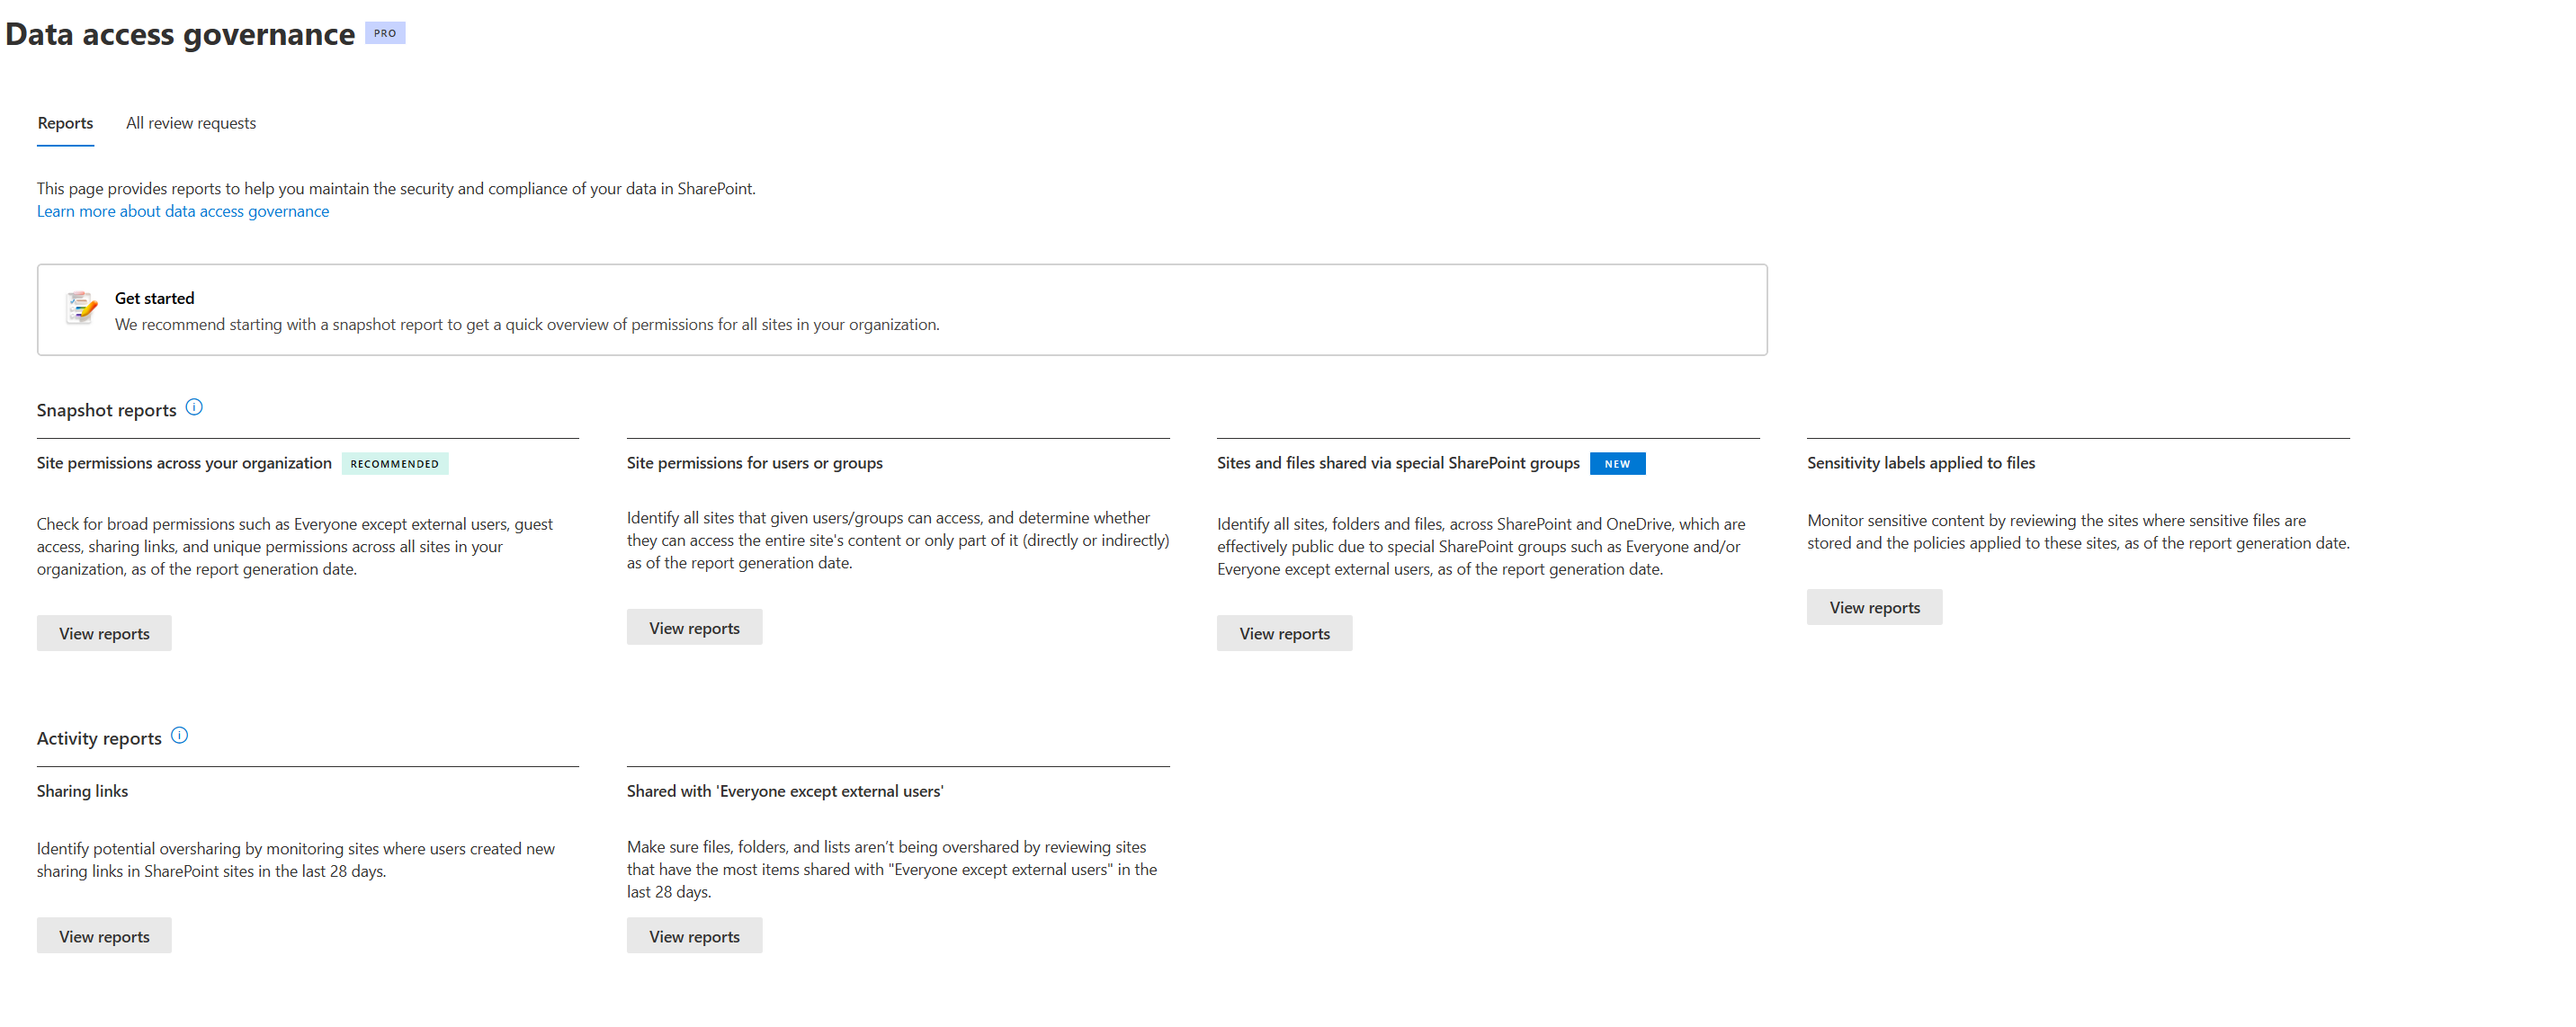 Data access governance PRO
Reports All review requests
This page provides reports to help you maintain the security and compliance of your data in SharePoint.
Learn more about data access governance
Get started
We recommend starting with a snapshot report to get a quick overview of permissions for all sites in your organization.
Snapshot reports
Site permissions across your organization RECOMMENDED
Check for broad permissions such as Everyone except external users, guest
access, sharing links, and unique permissions across all sites in your
organization, as of the report generation date.
View reports
Site permissions for users or groups
Identify all sites that given users/groups can access, and determine whether
they can access the entire site's content or only part of it (directly or indirectly)
as of the report generation date.
View reports
Sites and files shared via special SharePoint groups NEW
Identify all sites, folders and files, across SharePoint and OneDrive, which are
effectively public due to special SharePoint groups such as Everyone and/or
Everyone except external users, as of the report generation date.
View reports
Sensitivity labels applied to files
Monitor sensitive content by reviewing the sites where sensitive files are
stored and the policies applied to these sites, as of the report generation date.
View reports
Activity reports
Sharing links
Identify potential oversharing by monitoring sites where users created new
sharing links in SharePoint sites in the last 28 days.
View reports
Shared with 'Everyone except external users'
Make sure files, folders, and lists aren’t being overshared by reviewing sites
that have the most items shared with "Everyone except external users" in the
last 28 days.
View reports